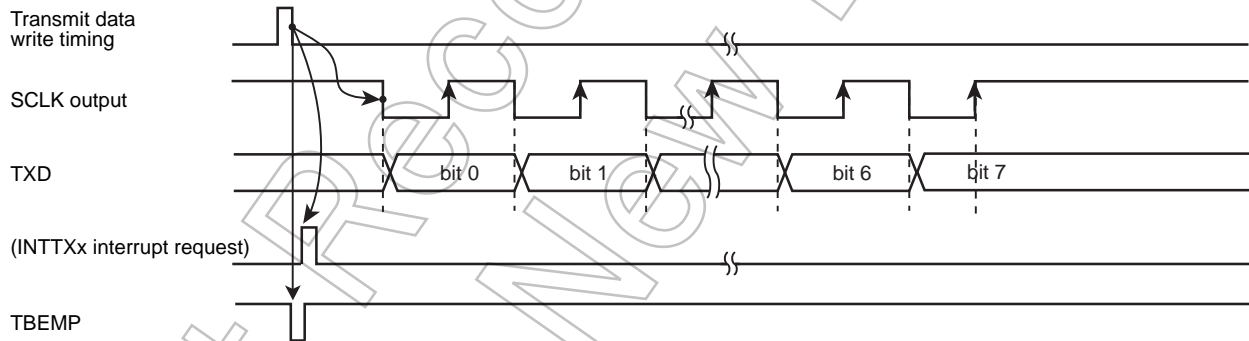 Transmit data
write timing
SCLK output
TXD
bit 0
bit 1
bit 6
bit 7
(INTTXx interrupt request)
TBEMP